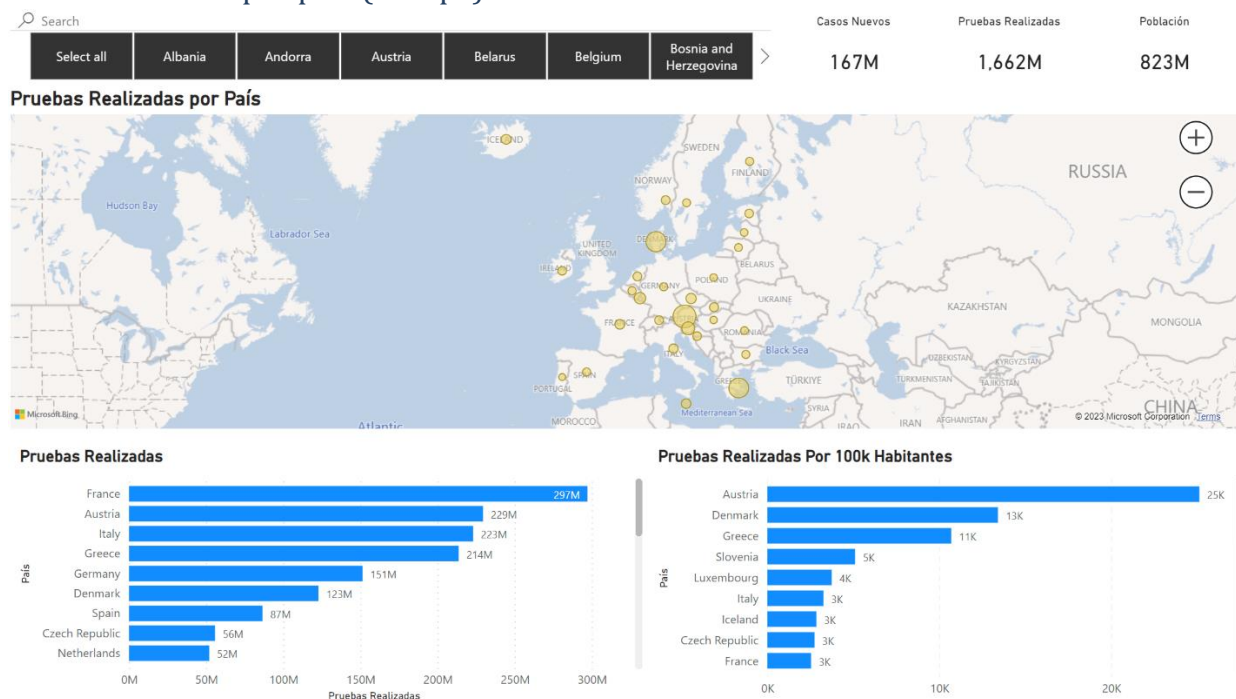 Search
Select all
Albania
Andorra
Austria
Belarus
Belgium
Bosnia and
Herzegovina
Casos Nuevos
Pruebas Realizadas
Población
167M
1,662M
823M
Pruebas Realizadas por País
ICELAND
SWEDEN
FINLAND
NORWAY
RUSSIA
Hudson Bay
Labrador Sea
UNITED
KINGDOM
DENMARK
IRELAND
BELARUS
GERMANY
POLAND
UKRAINE
KAZAKHSTAN
MONGOLIA
FRANCE
ROMANIA
ITALY
Black Sea
UZBEKISTAN
KYRGYZSTAN
PORTUGAL
SPAIN
GREECE
TÜRKIYE
TURKMENISTAN
TAJIKISTAN
Mediterranean Sea
SYRIA
CHINA
Microsoft Bing
Atlantic
MOROCCO
IRAQ
IRAN
AFGHANISTAN
© 2023 Microsoft Corporation Terms
Pruebas Realizadas
País
France 297M
Austria 229M
Italy 223M
Greece 214M
Germany 151M
Denmark 123M
Spain 87M
Czech Republic 56M
Netherlands 52M
0M 50M 100M 150M 200M 250M 300M
Pruebas Realizadas
Pruebas Realizadas Por 100k Habitantes
País
Austria 25K
Denmark 13K
Greece 11K
Slovenia 5K
Luxembourg 4K
Italy 3K
Iceland 3K
Czech Republic 3K
France 3K
0K 10K 20K